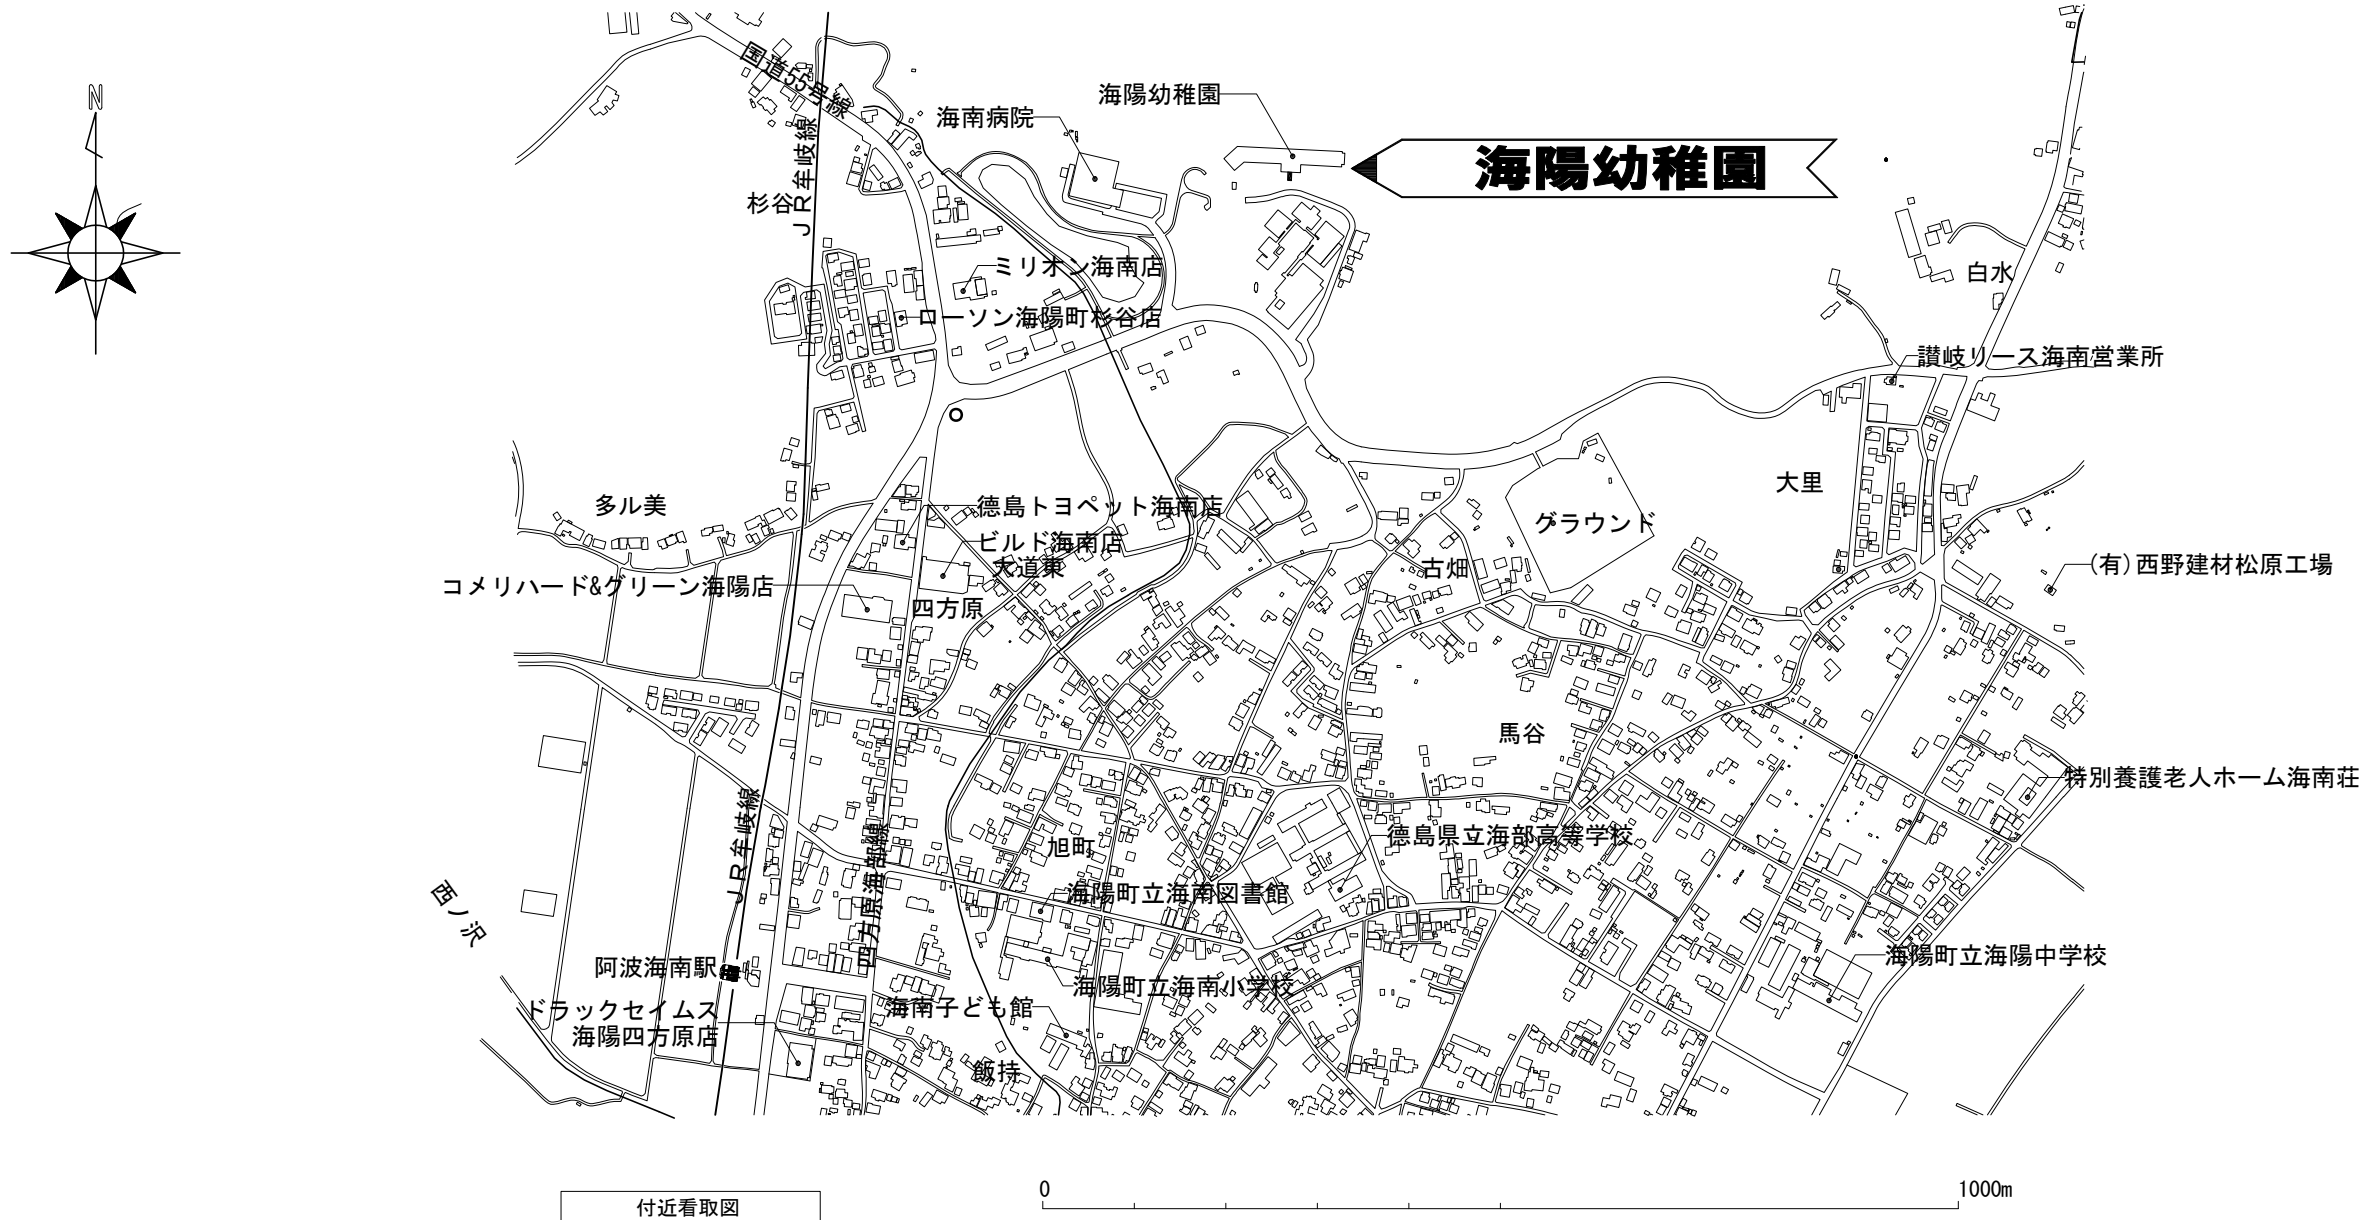 N
国道55号線
海陽幼稚園
海南病院
海陽幼稚園
JR牟岐線
杉谷
ミリオン海南店
白水
ローソン海陽町杉谷店
讃岐リース海南営業所
大里
多ル美
徳島トヨペット海南店
グラウンド
ビルド海南店
大道東
古畑
(有)西野建材松原工場
コメリハード&グリーン海陽店
四方原
馬谷
特別養護老人ホーム海南荘
JR牟岐線
四方原海部線
旭町
徳島県立海部高等学校
海陽町立海南図書館
西ノ沢
海陽町立海陽中学校
阿波海南駅
海陽町立海南小学校
ドラックセイムス
海陽四方原店
海南子ども館
飯持
0
1000m
付近看取図